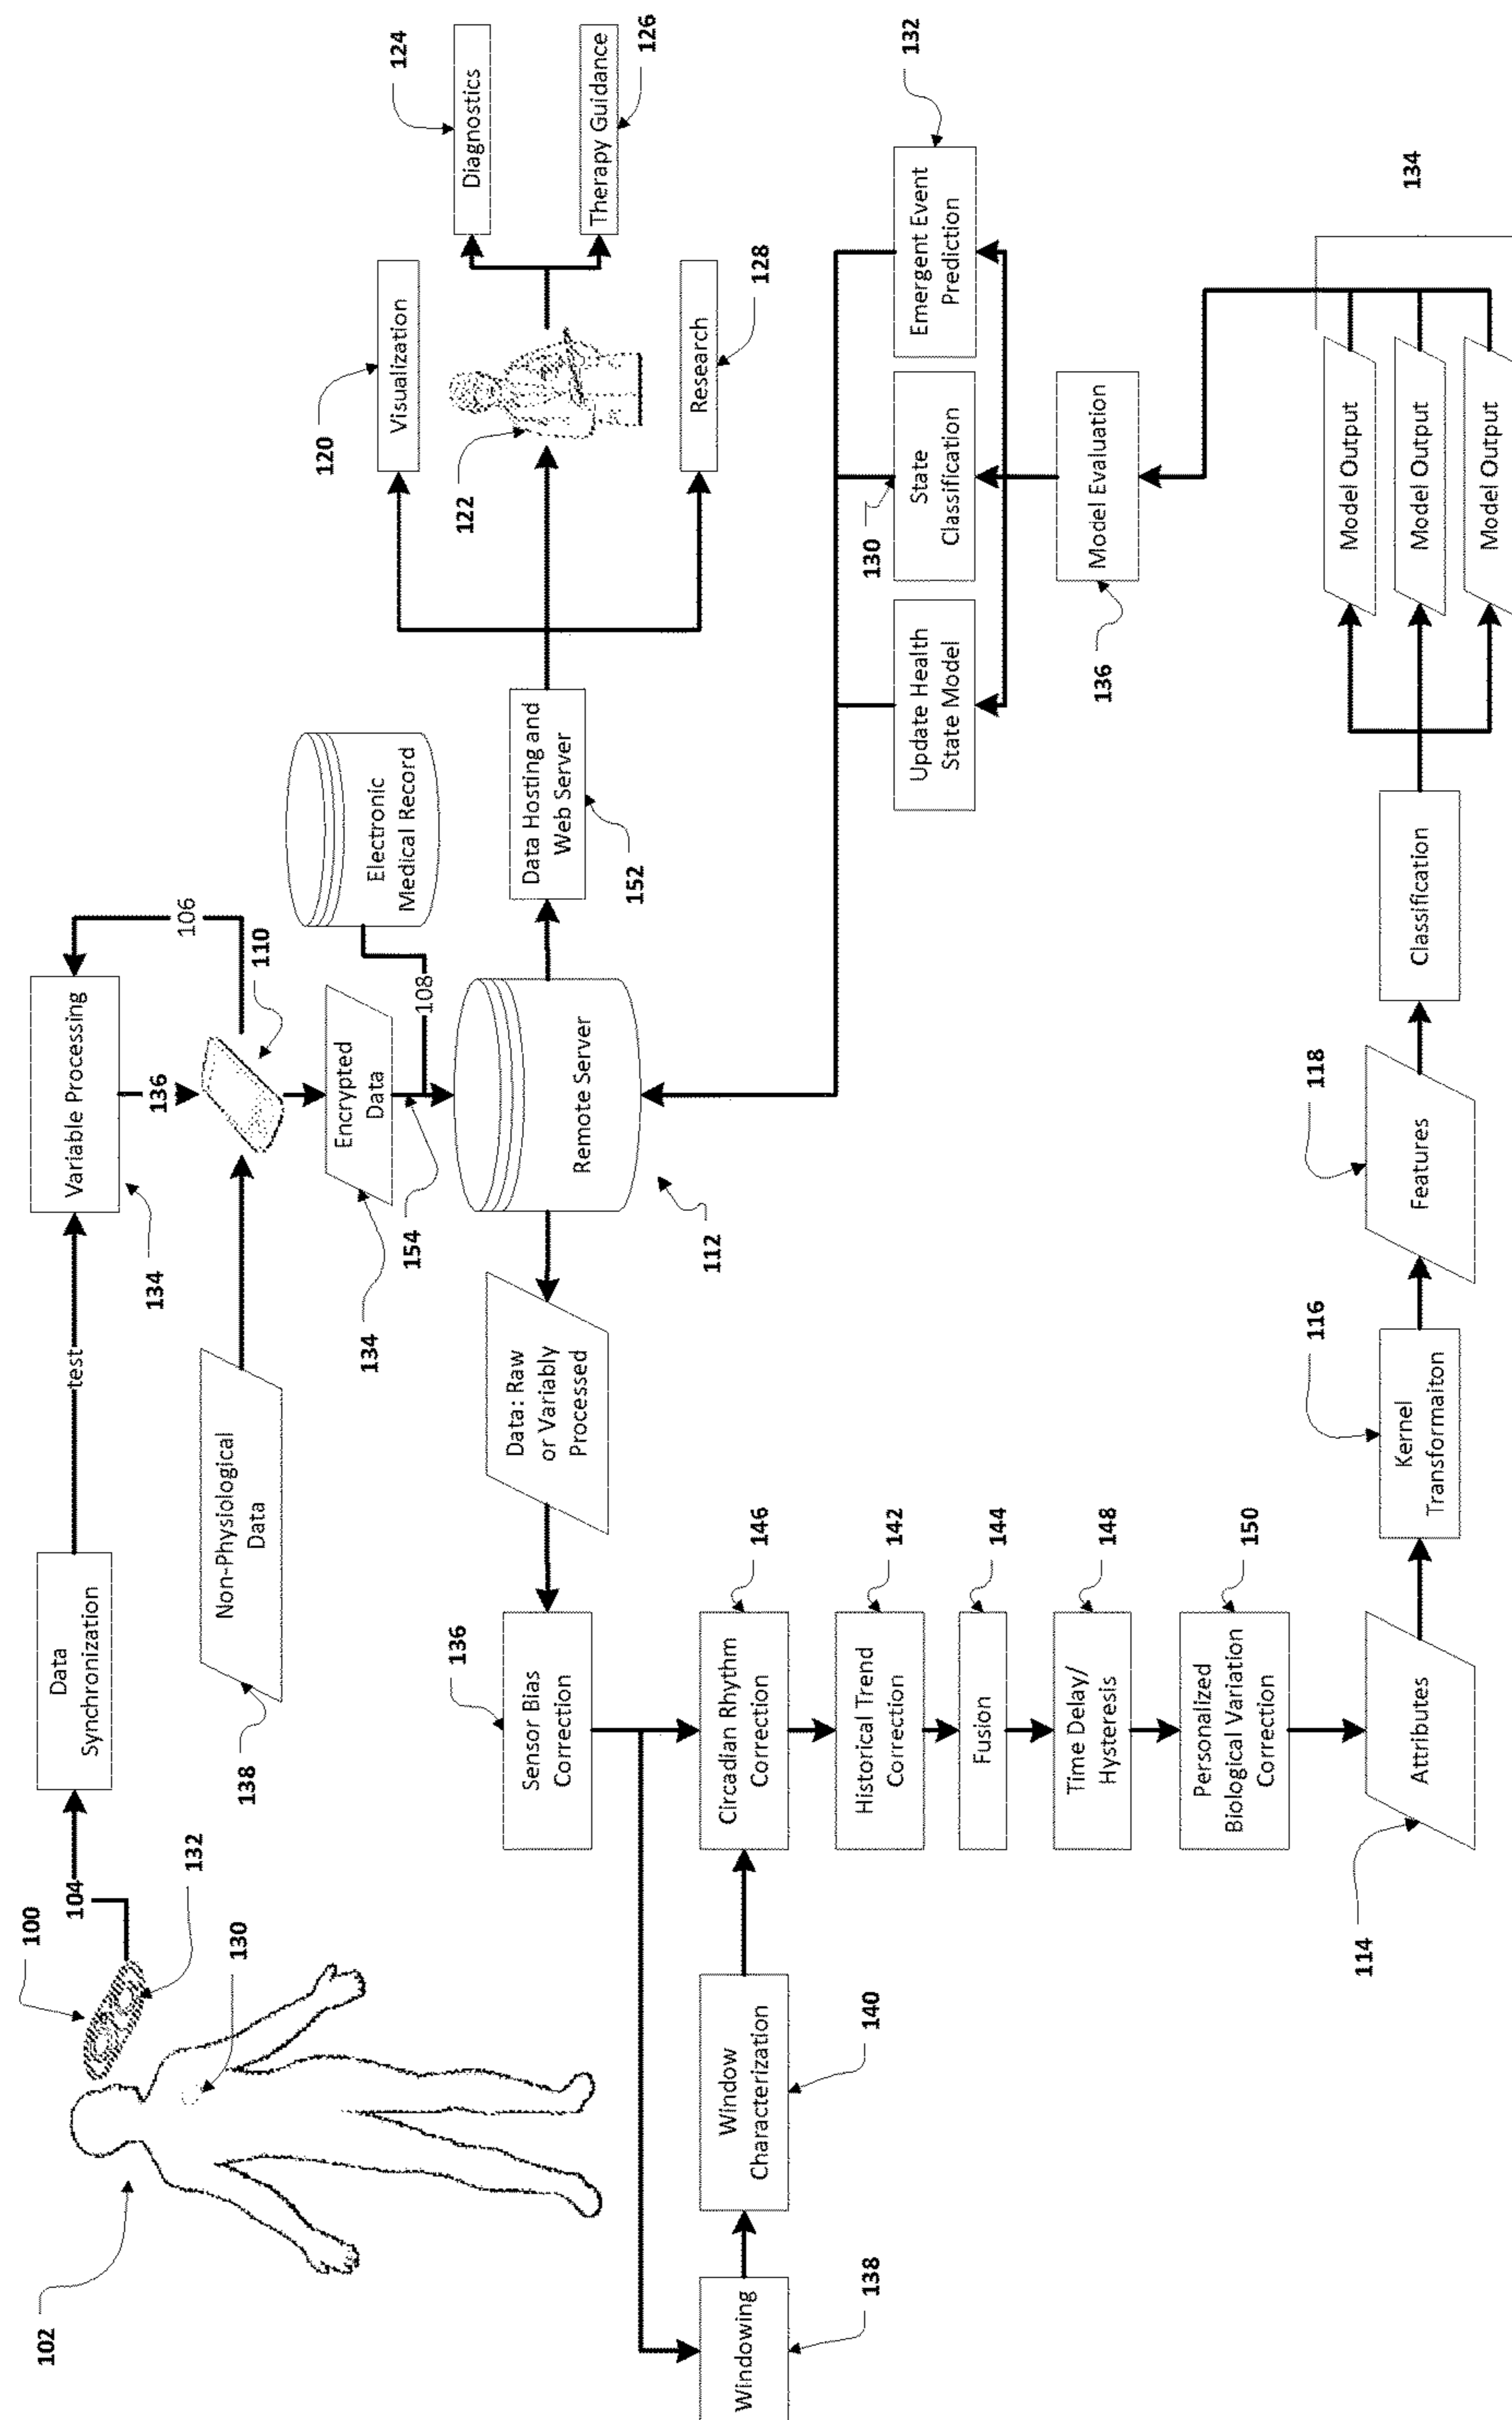 102
100
104
132
130
Data
Synchronization
test
Variable Processing
134
136
106
110
Non-Physiological
Data
138
Encrypted
Data
134
154
108
Electronic
Medical Record
Remote Server
112
Data Hosting and
Web Server
152
Visualization
120
122
Research
128
Diagnostics
124
Therapy Guidance
126
Data: Raw
or Variably
Processed
Sensor Bias
Correction
136
Windowing
138
Window
Characterization
140
Circadian Rhythm
Correction
146
Historical Trend
Correction
142
Fusion
144
Time Delay/
Hysteresis
148
Personalized
Biological Variation
Correction
150
Attributes
114
Kernel
Transformaiton
116
Features
118
Classification
Model Output
Model Output
Model Output
134
Model Evaluation
136
Update Health
State Model
State
Classification
130
Emergent Event
Prediction
132